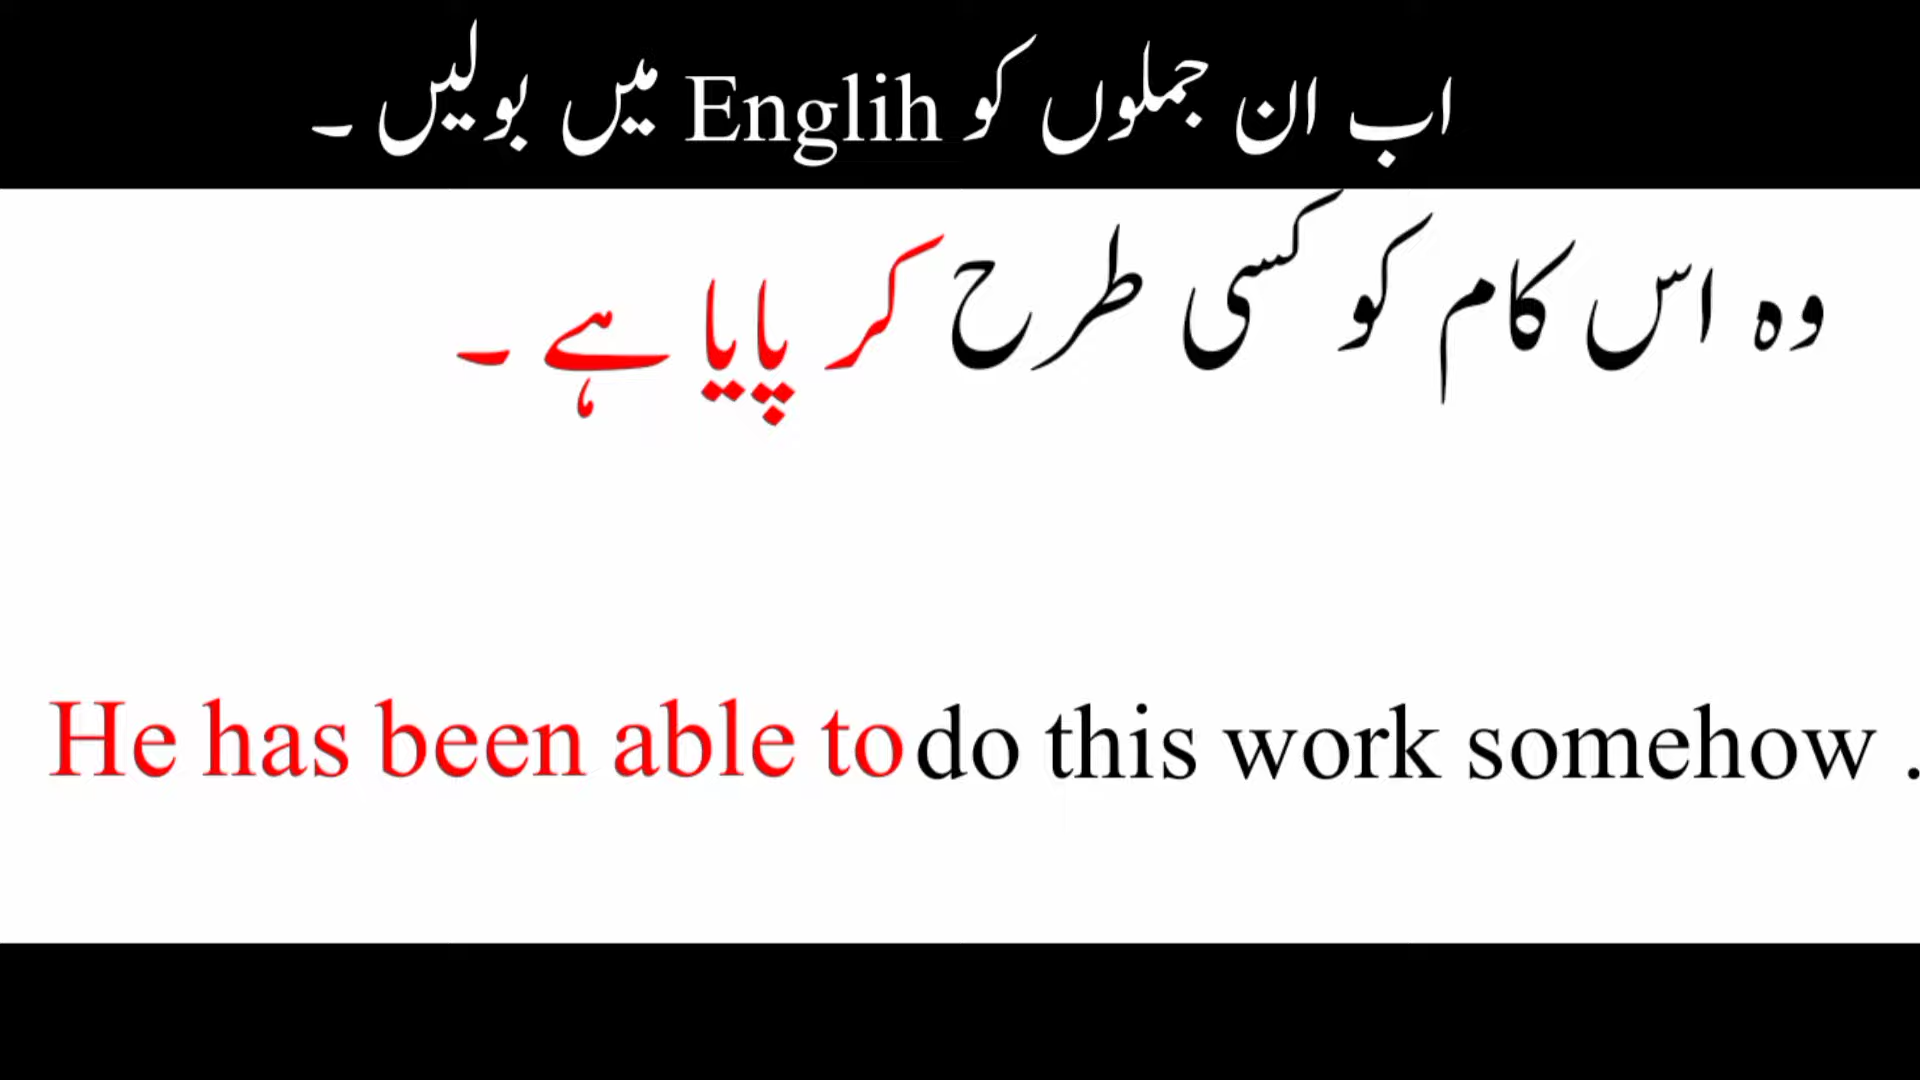 اب ان جملوں کو Englih میں بولیں ۔
وہ اس کام کو کسی طرح کر پایا ہے ۔
He has been able to do this work somehow .